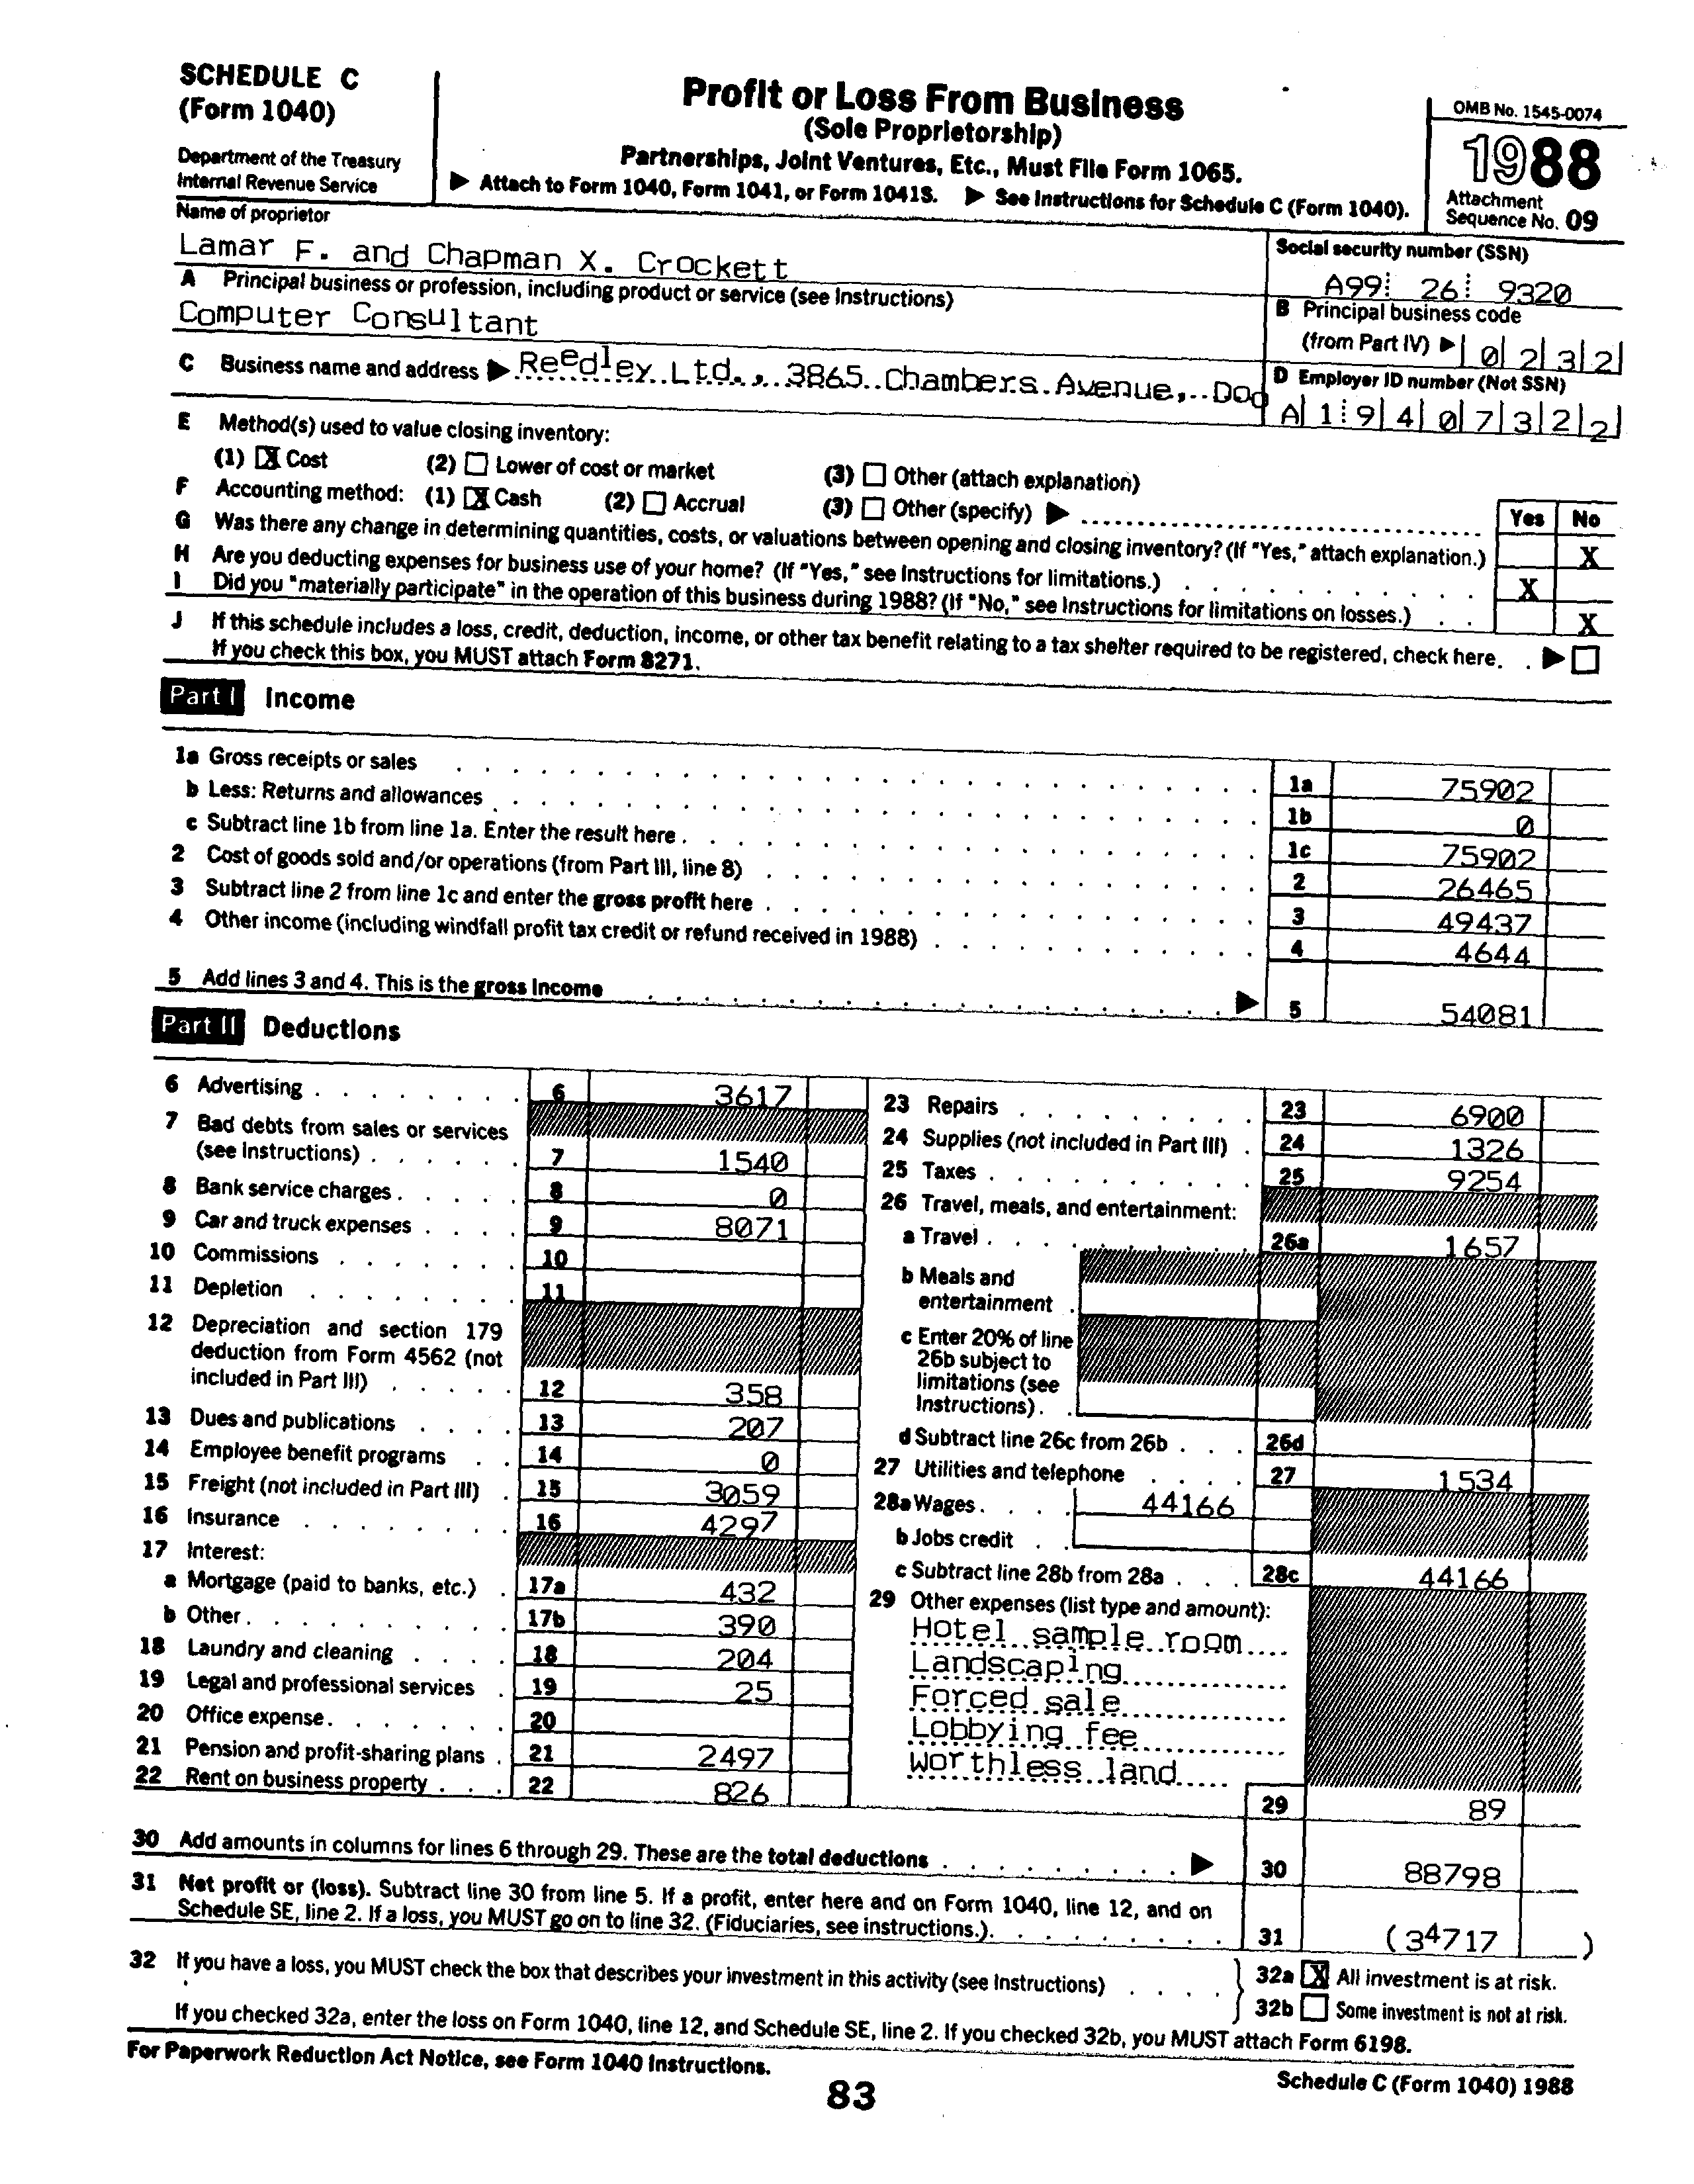 SCHEDULE C
(Form 1040)
Department of the Treasury
Internal Revenue Service
Profit or Loss From Business
(Sole Proprietorship)
Partnerships, Joint Ventures, Etc., Must File Form 1065.
▶ Attach to Form 1040, Form 1041, or Form 1041S. ▶ See Instructions for Schedule C (Form 1040).
OMB No. 1545-0074
1988
Attachment
Sequence No. 09
Name of proprietor
Lamar F. and Chapman X. Crockett
Social security number (SSN)
A99 26 9320
A Principal business or profession, including product or service (see Instructions)
Computer Consultant
B Principal business code
(from Part IV) ▶ 0 2 3 2
C Business name and address ▶ Reedley Ltd., 3865 Chambers Avenue, Dod
D Employer ID number (Not SSN)
A 1 9 4 0 7 3 2 2
E Method(s) used to value closing inventory:
(1) X Cost (2) Lower of cost or market (3) Other (attach explanation)
F Accounting method: (1) X Cash (2) Accrual (3) Other (specify) ▶
Yes No
G Was there any change in determining quantities, costs, or valuations between opening and closing inventory? (If "Yes," attach explanation.) X
H Are you deducting expenses for business use of your home? (If "Yes," see Instructions for limitations.) X
I Did you "materially participate" in the operation of this business during 1988? (If "No," see Instructions for limitations on losses.) X
J If this schedule includes a loss, credit, deduction, income, or other tax benefit relating to a tax shelter required to be registered, check here. ▶
If you check this box, you MUST attach Form 8271.
Part I Income
1a Gross receipts or sales 1a 75902
b Less: Returns and allowances 1b 0
c Subtract line 1b from line 1a. Enter the result here 1c 75902
2 Cost of goods sold and/or operations (from Part III, line 8) 2 26465
3 Subtract line 2 from line 1c and enter the gross profit here 3 49437
4 Other income (including windfall profit tax credit or refund received in 1988) 4 4644
5 Add lines 3 and 4. This is the gross income ▶ 5 54081
Part II Deductions
6 Advertising 6 3617
7 Bad debts from sales or services
(see Instructions) 7 1540
8 Bank service charges 8 0
9 Car and truck expenses 9 8071
10 Commissions 10
11 Depletion 11
12 Depreciation and section 179
deduction from Form 4562 (not
included in Part III) 12 358
13 Dues and publications 13 207
14 Employee benefit programs 14 0
15 Freight (not included in Part III) 15 3059
16 Insurance 16 4297
17 Interest:
a Mortgage (paid to banks, etc.) 17a 432
b Other 17b 390
18 Laundry and cleaning 18 204
19 Legal and professional services 19 25
20 Office expense 20
21 Pension and profit-sharing plans 21 2497
22 Rent on business property 22 826
23 Repairs 23 6900
24 Supplies (not included in Part III) 24 1326
25 Taxes 25 9254
26 Travel, meals, and entertainment:
a Travel 26a 1657
b Meals and
entertainment
c Enter 20% of line
26b subject to
limitations (see
Instructions)
d Subtract line 26c from 26b 26d
27 Utilities and telephone 27 1534
28a Wages 44166
b Jobs credit
c Subtract line 28b from 28a 28c 44166
29 Other expenses (list type and amount):
Hotel sample room
Landscaping
Forced sale
Lobbying fee
worthless land
29 89
30 Add amounts in columns for lines 6 through 29. These are the total deductions ▶ 30 88798
31 Net profit or (loss). Subtract line 30 from line 5. If a profit, enter here and on Form 1040, line 12, and on
Schedule SE, line 2. If a loss, you MUST go on to line 32. (Fiduciaries, see instructions.) 31 (34717 )
32 If you have a loss, you MUST check the box that describes your investment in this activity (see Instructions)
32a X All investment is at risk.
32b Some investment is not at risk.
If you checked 32a, enter the loss on Form 1040, line 12, and Schedule SE, line 2. If you checked 32b, you MUST attach Form 6198.
For Paperwork Reduction Act Notice, see Form 1040 Instructions.
Schedule C (Form 1040) 1988
83